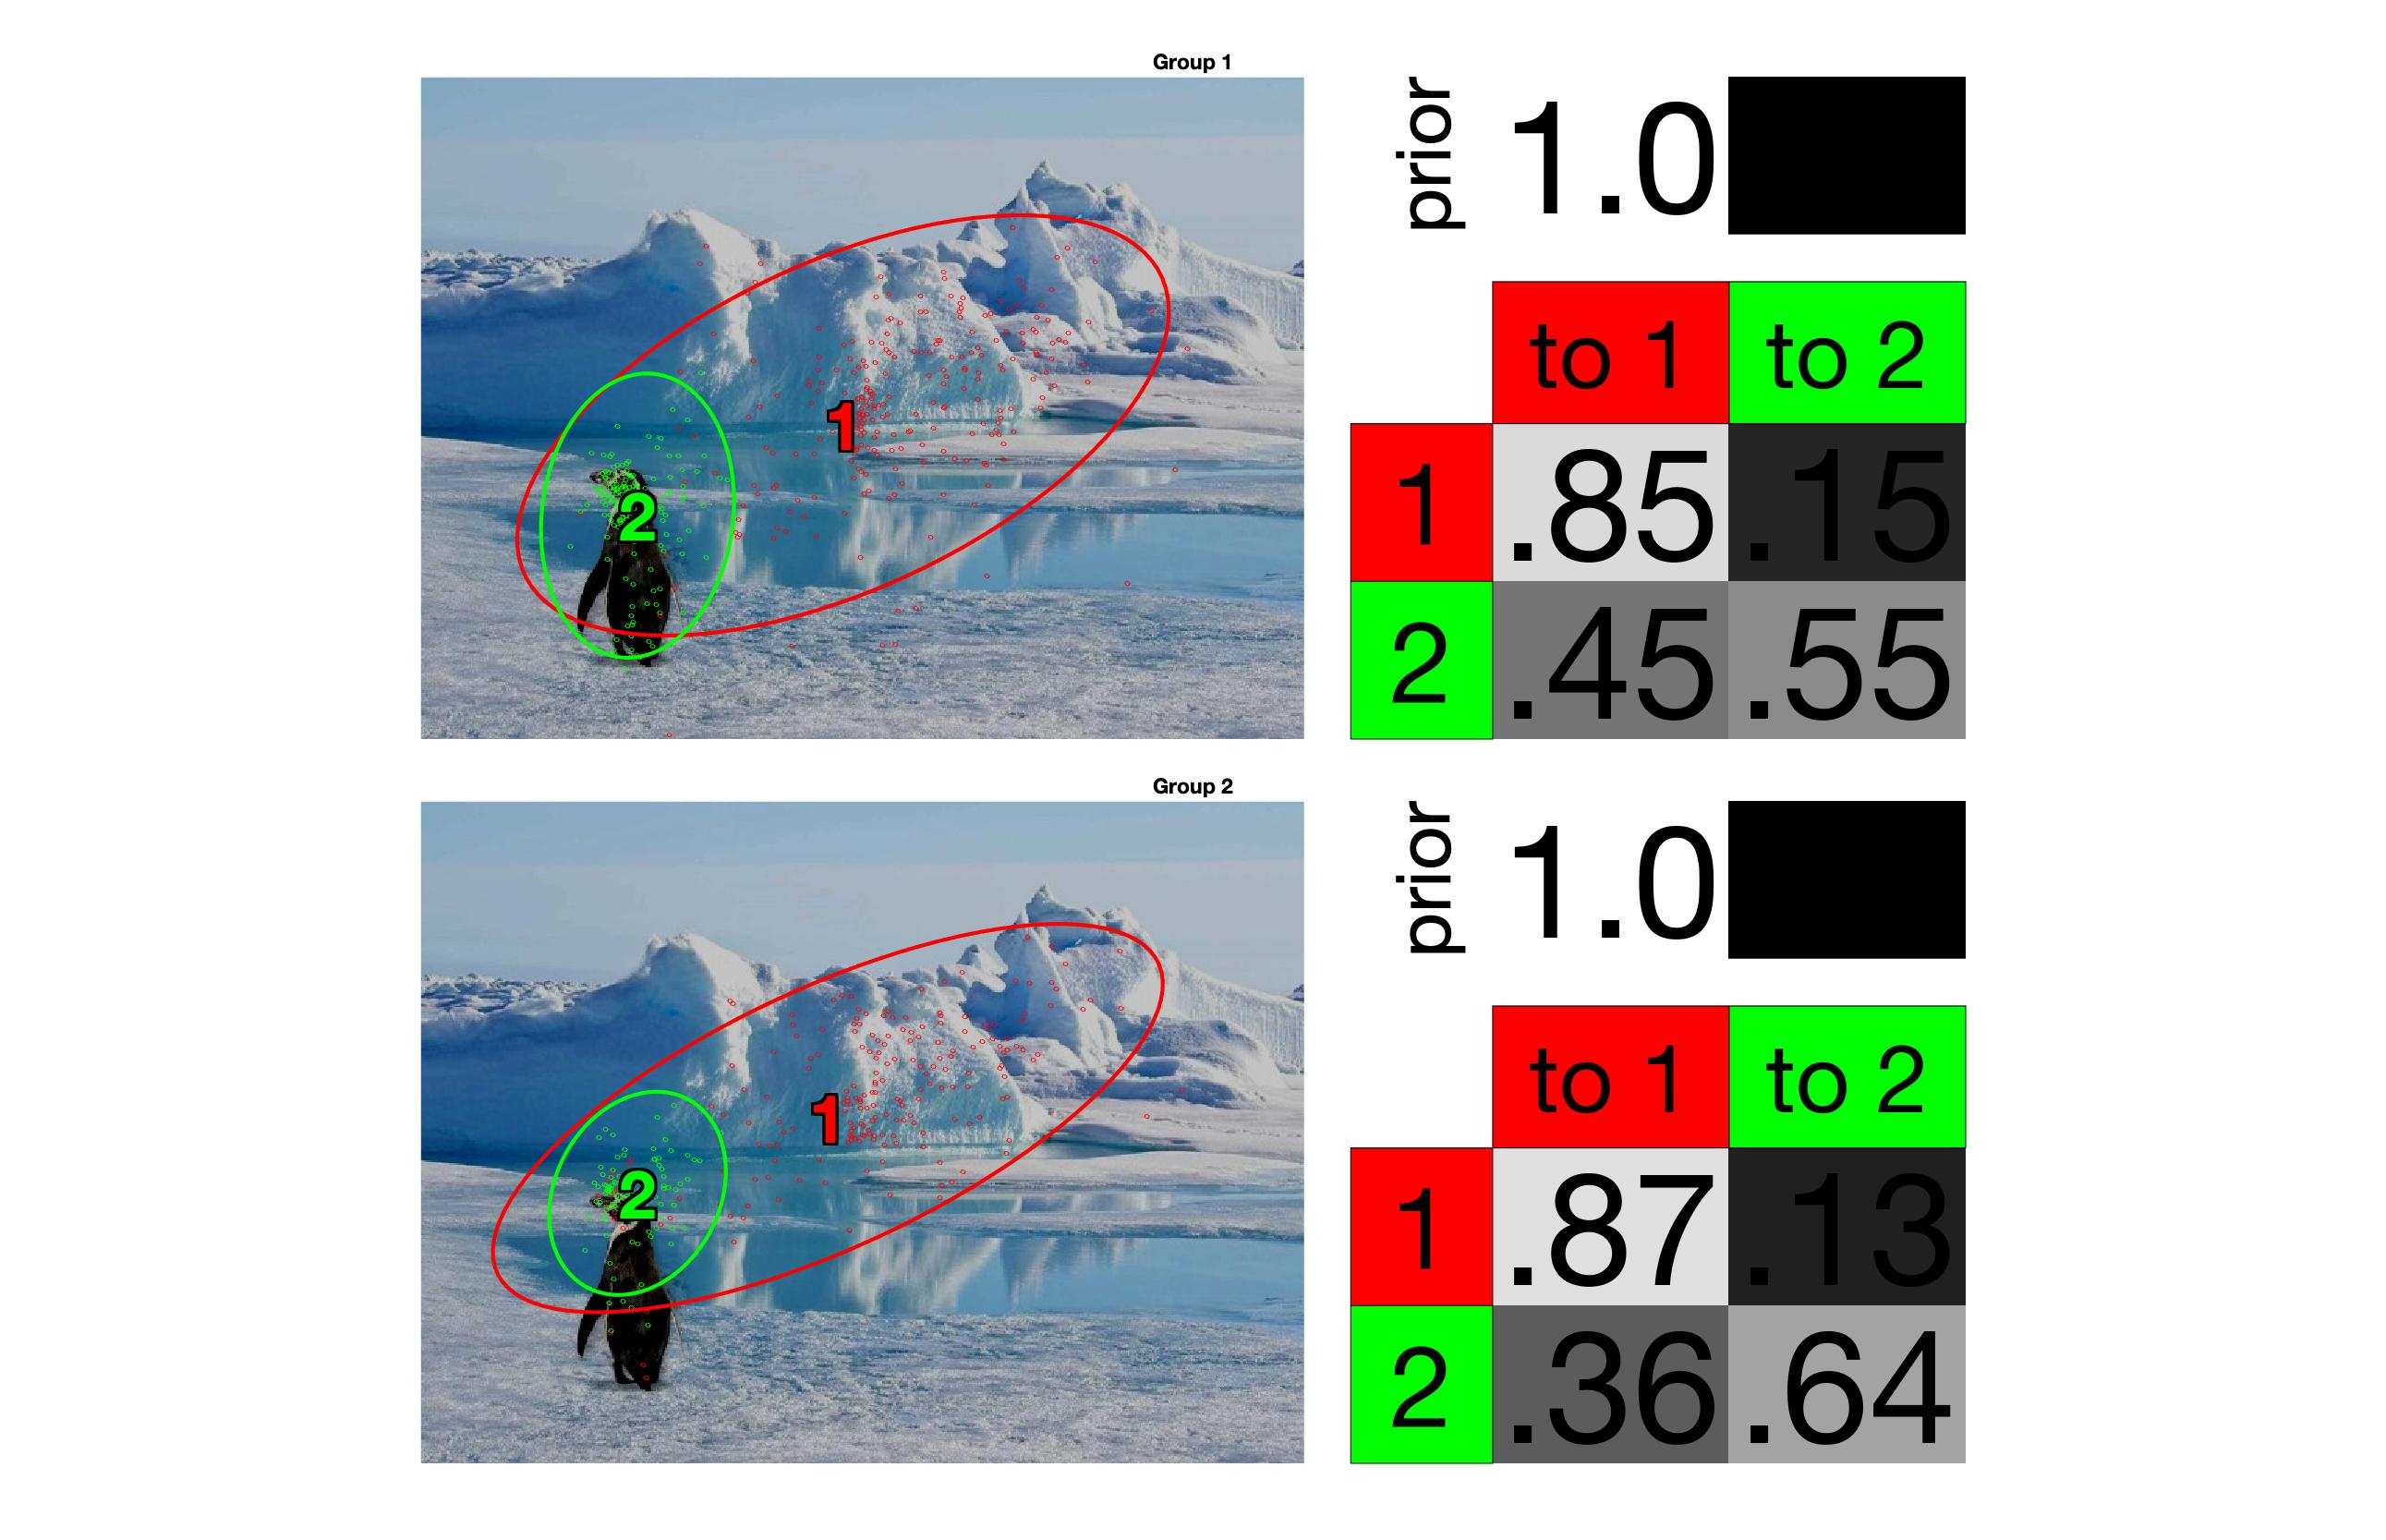 Group 1
1
2
prior 1.0
to 1 to 2
1 .85 .15
2 .45 .55
Group 2
1
2
prior 1.0
to 1 to 2
1 .87 .13
2 .36 .64